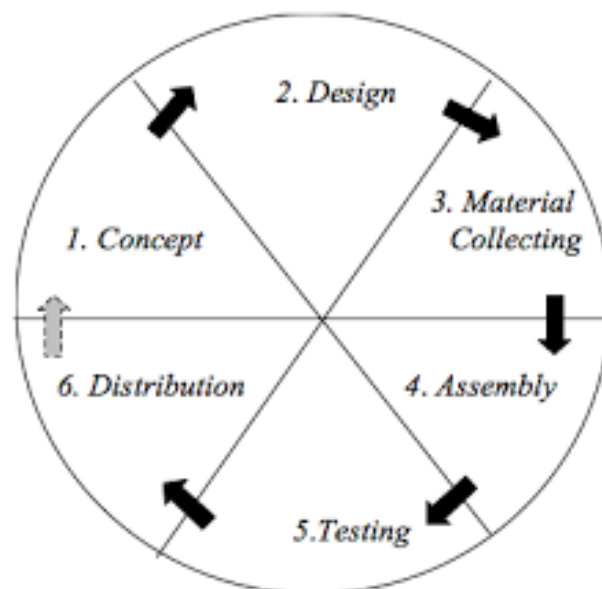 2. Design
3. Material
Collecting
1. Concept
6. Distribution
4. Assembly
5.Testing